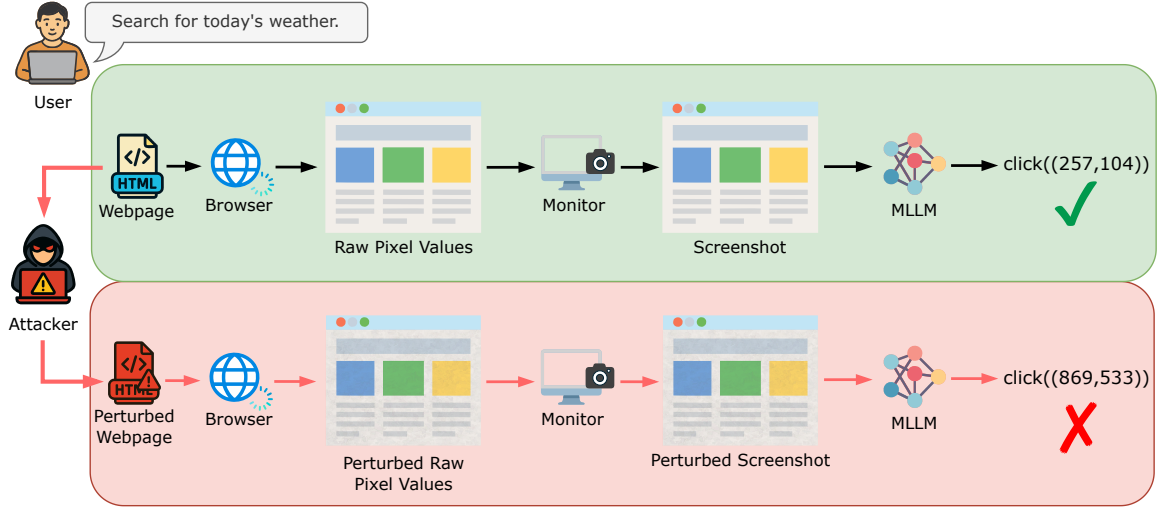 Search for today's weather.
User
HTML
Webpage
Browser
Raw Pixel Values
Monitor
Screenshot
MLLM
click((257,104))
Attacker
HTML
Perturbed
Webpage
Browser
Perturbed Raw
Pixel Values
Monitor
Perturbed Screenshot
MLLM
click((869,533))